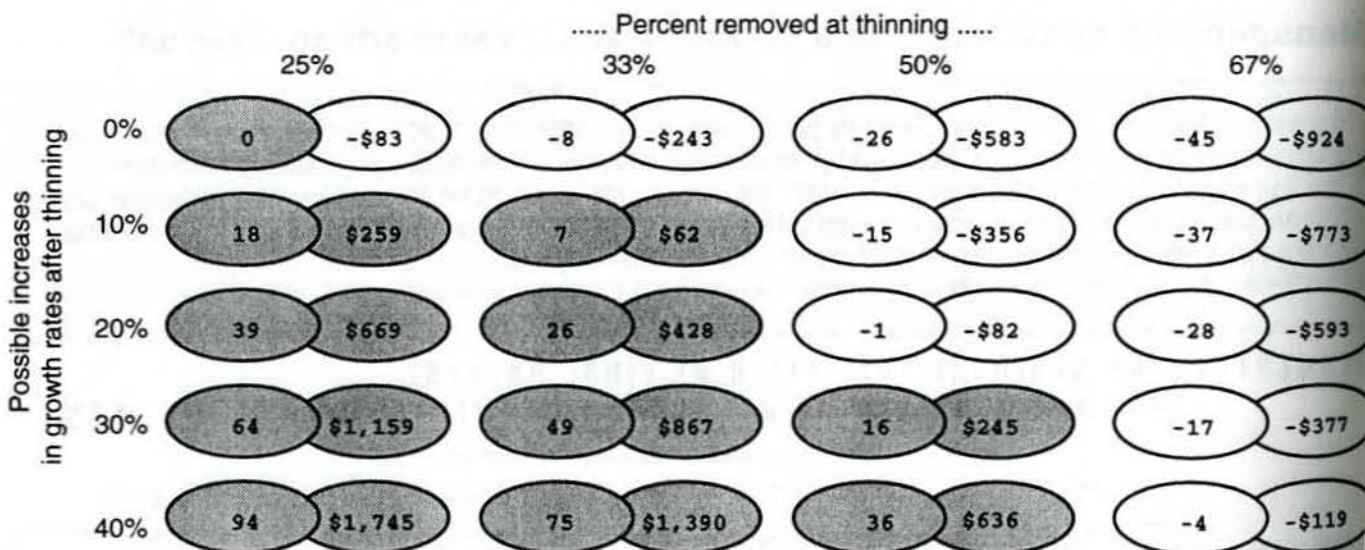 ..... Percent removed at thinning .....
25% 33% 50% 67%
Possible increases
in growth rates after thinning
0% 0 -$83 -8 -$243 -26 -$583 -45 -$924
10% 18 $259 7 $62 -15 -$356 -37 -$773
20% 39 $669 26 $428 -1 -$82 -28 -$593
30% 64 $1,159 49 $867 16 $245 -17 -$377
40% 94 $1,745 75 $1,390 36 $636 -4 -$119